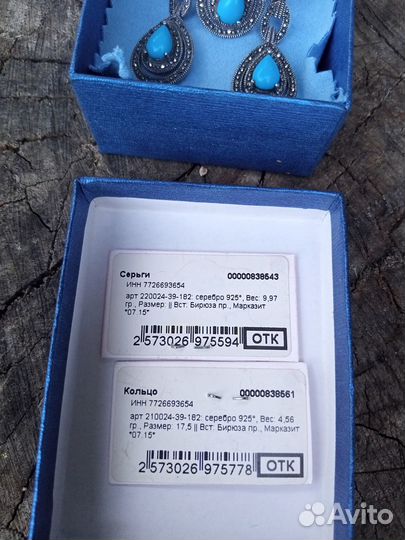 Серьги 00000838543
ИНН 7726693654
арт 220024-39-182: серебро 925*, Вес: 9,97
гр., Размер: || Вст: Бирюза пр., Марказит
"07.15"
2 573026 975594 ОТК
Кольцо 00000838561
ИНН 7726693654
арт 210024-39-182: серебро 925*, Вес: 4,56
гр., Размер: 17,5 || Вст: Бирюза пр., Марказит
"07.15"
2 573026 975778 ОТК
Avito